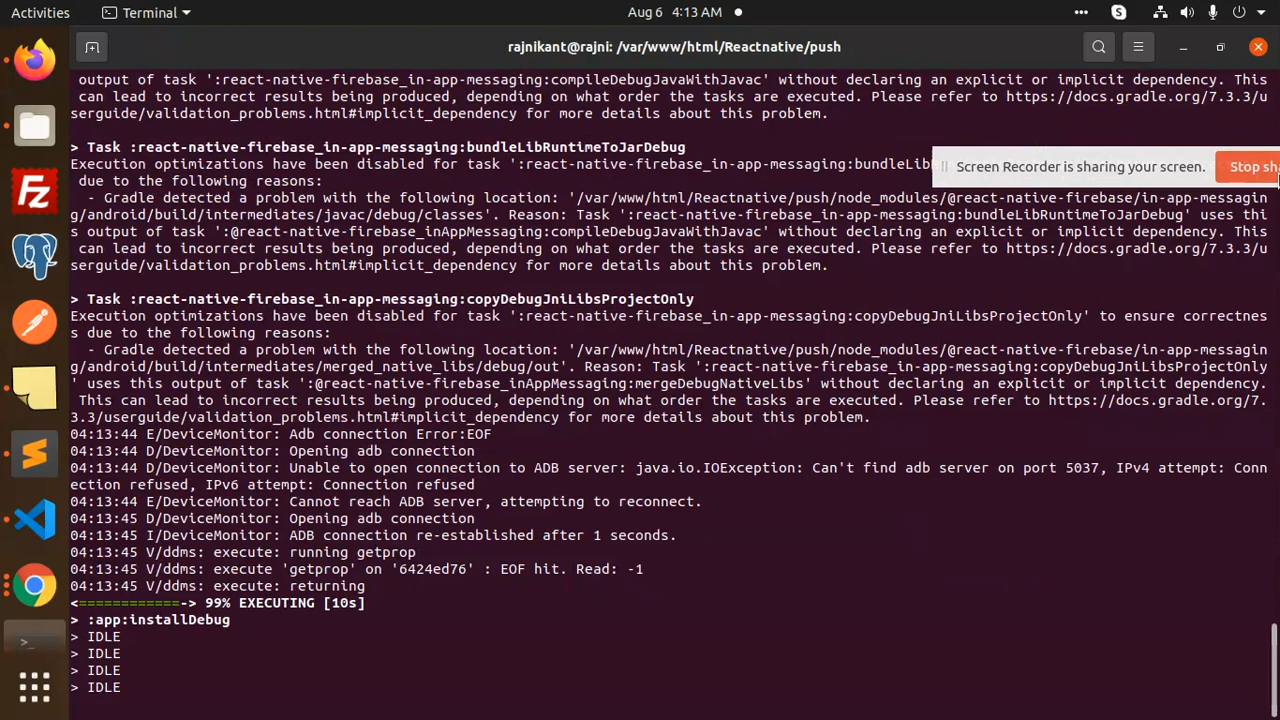 Activities
Terminal
Aug 6 4:13 AM
rajnikant@rajni: /var/www/html/Reactnative/push
output of task ':react-native-firebase_in-app-messaging:compileDebugJavaWithJavac' without declaring an explicit or implicit dependency. This
can lead to incorrect results being produced, depending on what order the tasks are executed. Please refer to https://docs.gradle.org/7.3.3/u
serguide/validation_problems.html#implicit_dependency for more details about this problem.
> Task :react-native-firebase_in-app-messaging:bundleLibRuntimeToJarDebug
Execution optimizations have been disabled for task ':react-native-firebase_in-app-messaging:bundleLib
Screen Recorder is sharing your screen.
Stop sha
due to the following reasons:
- Gradle detected a problem with the following location: '/var/www/html/Reactnative/push/node_modules/@react-native-firebase/in-app-messagin
g/android/build/intermediates/javac/debug/classes'. Reason: Task ':react-native-firebase_in-app-messaging:bundleLibRuntimeToJarDebug' uses thi
s output of task ':@react-native-firebase_inAppMessaging:compileDebugJavaWithJavac' without declaring an explicit or implicit dependency. This
can lead to incorrect results being produced, depending on what order the tasks are executed. Please refer to https://docs.gradle.org/7.3.3/u
serguide/validation_problems.html#implicit_dependency for more details about this problem.
> Task :react-native-firebase_in-app-messaging:copyDebugJniLibsProjectOnly
Execution optimizations have been disabled for task ':react-native-firebase_in-app-messaging:copyDebugJniLibsProjectOnly' to ensure correctnes
s due to the following reasons:
- Gradle detected a problem with the following location: '/var/www/html/Reactnative/push/node_modules/@react-native-firebase/in-app-messagin
g/android/build/intermediates/merged_native_libs/debug/out'. Reason: Task ':react-native-firebase_in-app-messaging:copyDebugJniLibsProjectOnly
' uses this output of task ':@react-native-firebase_inAppMessaging:mergeDebugNativeLibs' without declaring an explicit or implicit dependency.
This can lead to incorrect results being produced, depending on what order the tasks are executed. Please refer to https://docs.gradle.org/7.
3.3/userguide/validation_problems.html#implicit_dependency for more details about this problem.
04:13:44 E/DeviceMonitor: Adb connection Error:EOF
04:13:44 D/DeviceMonitor: Opening adb connection
04:13:44 D/DeviceMonitor: Unable to open connection to ADB server: java.io.IOException: Can't find adb server on port 5037, IPv4 attempt: Conn
ection refused, IPv6 attempt: Connection refused
04:13:44 E/DeviceMonitor: Cannot reach ADB server, attempting to reconnect.
04:13:45 D/DeviceMonitor: Opening adb connection
04:13:45 I/DeviceMonitor: ADB connection re-established after 1 seconds.
04:13:45 V/ddms: execute: running getprop
04:13:45 V/ddms: execute 'getprop' on '6424ed76' : EOF hit. Read: -1
04:13:45 V/ddms: execute: returning
<============-> 99% EXECUTING [10s]
> :app:installDebug
> IDLE
> IDLE
> IDLE
> IDLE